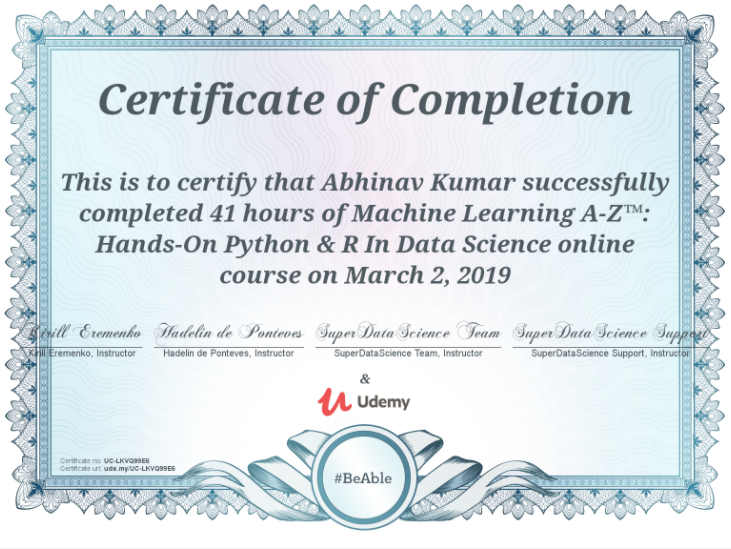 Certificate of Completion
This is to certify that Abhinav Kumar successfully
completed 41 hours of Machine Learning A-Z™:
Hands-On Python & R In Data Science online
course on March 2, 2019
Kirill Eremenko Hadelin de Ponteves SuperDataScience Team SuperDataScience Support
Kirill Eremenko, Instructor Hadelin de Ponteves, Instructor SuperDataScience Team, Instructor SuperDataScience Support, Instructor
&
Udemy
Certificate no: UC-LKVQ99E6
Certificate url: ude.my/UC-LKVQ99E6
#BeAble